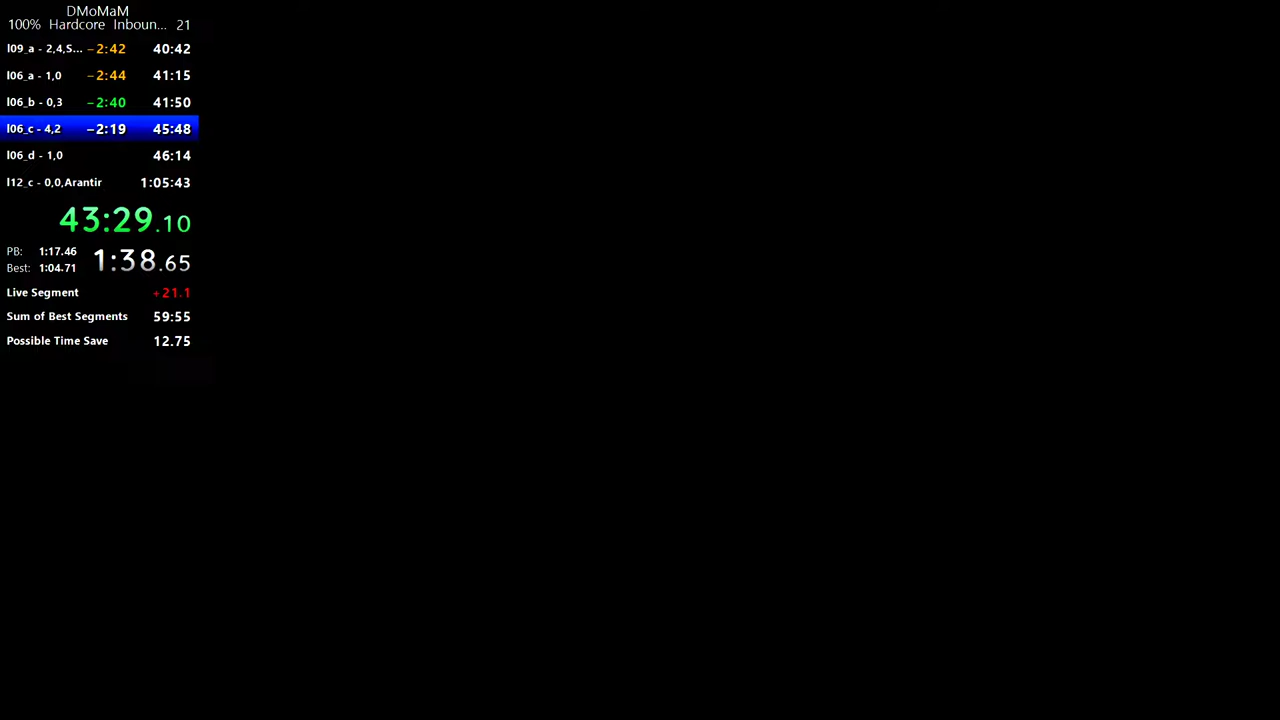 DMoMaM
100% Hardcore Inboun... 21
l09_a - 2,4,S... −2:42 40:42
l06_a - 1,0 −2:44 41:15
l06_b - 0,3 −2:40 41:50
l06_c - 4,2 −2:19 45:48
l06_d - 1,0 46:14
l12_c - 0,0,Arantir 1:05:43
43:29.10
PB: 1:17.46 1:38.65
Best: 1:04.71
Live Segment +21.1
Sum of Best Segments 59:55
Possible Time Save 12.75